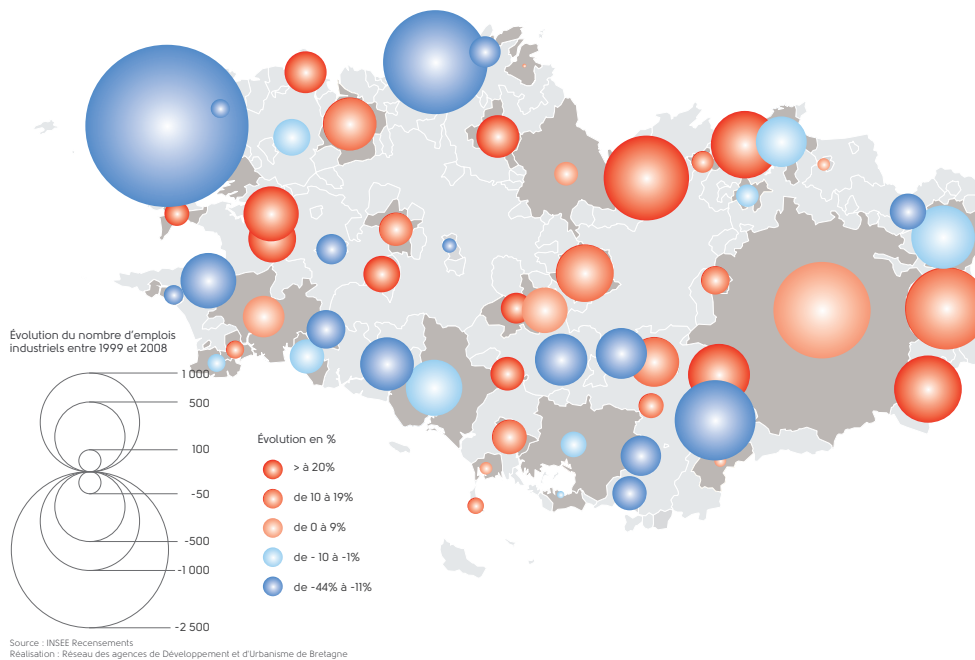 Évolution du nombre d'emplois
industriels entre 1999 et 2008
1 000
500
100
-50
-500
-1 000
-2 500
Évolution en %
> à 20%
de 10 à 19%
de 0 à 9%
de - 10 à -1%
de -44% à -11%
Source : INSEE Recensements
Réalisation : Réseau des agences de Développement et d'Urbanisme de Bretagne